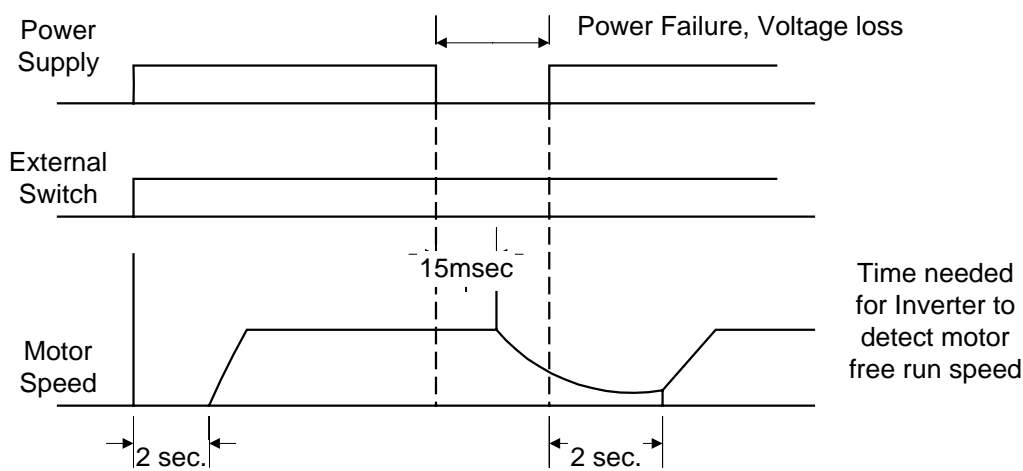 Power
Supply
Power Failure, Voltage loss
External
Switch
15msec
Time needed
for Inverter to
detect motor
free run speed
Motor
Speed
2 sec.
2 sec.